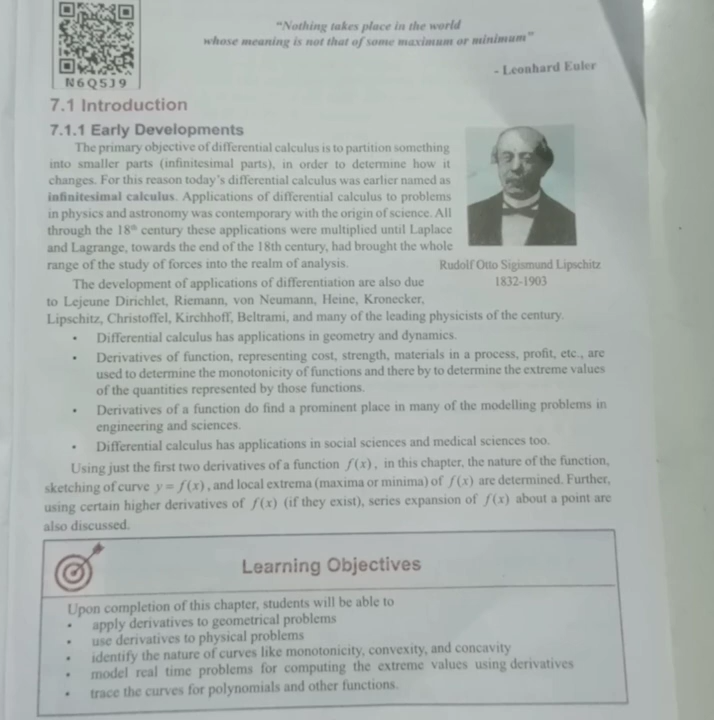 "Nothing takes place in the world
whose meaning is not that of some maximum or minimum"
- Leonhard Euler
N6Q5J9
7.1 Introduction
7.1.1 Early Developments
The primary objective of differential calculus is to partition something
into smaller parts (infinitesimal parts), in order to determine how it
changes. For this reason today's differential calculus was earlier named as
infinitesimal calculus. Applications of differential calculus to problems
in physics and astronomy was contemporary with the origin of science. All
through the 18th century these applications were multiplied until Laplace
and Lagrange, towards the end of the 18th century, had brought the whole
range of the study of forces into the realm of analysis.
Rudolf Otto Sigismund Lipschitz
1832-1903
The development of applications of differentiation are also due
to Lejeune Dirichlet, Riemann, von Neumann, Heine, Kronecker,
Lipschitz, Christoffel, Kirchhoff, Beltrami, and many of the leading physicists of the century.
• Differential calculus has applications in geometry and dynamics.
• Derivatives of function, representing cost, strength, materials in a process, profit, etc., are
used to determine the monotonicity of functions and there by to determine the extreme values
of the quantities represented by those functions.
• Derivatives of a function do find a prominent place in many of the modelling problems in
engineering and sciences.
• Differential calculus has applications in social sciences and medical sciences too.
Using just the first two derivatives of a function f(x), in this chapter, the nature of the function,
sketching of curve y = f(x), and local extrema (maxima or minima) of f(x) are determined. Further,
using certain higher derivatives of f(x) (if they exist), series expansion of f(x) about a point are
also discussed.
Learning Objectives
Upon completion of this chapter, students will be able to
• apply derivatives to geometrical problems
• use derivatives to physical problems
• identify the nature of curves like monotonicity, convexity, and concavity
• model real time problems for computing the extreme values using derivatives
• trace the curves for polynomials and other functions.